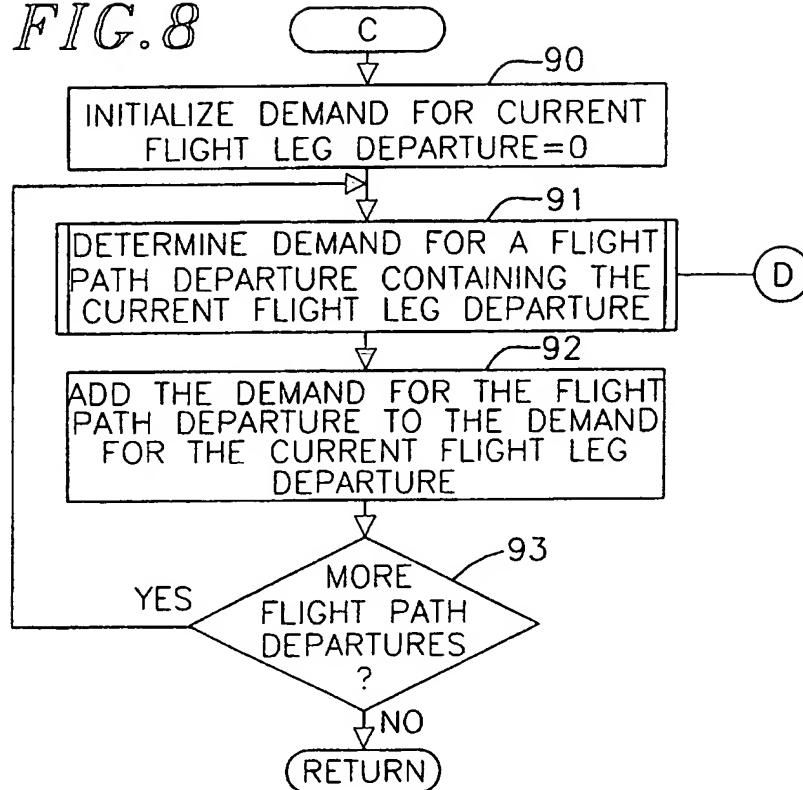 FIG.8
C
90
INITIALIZE DEMAND FOR CURRENT
FLIGHT LEG DEPARTURE=0
91
DETERMINE DEMAND FOR A FLIGHT
PATH DEPARTURE CONTAINING THE
CURRENT FLIGHT LEG DEPARTURE
D
92
ADD THE DEMAND FOR THE FLIGHT
PATH DEPARTURE TO THE DEMAND
FOR THE CURRENT FLIGHT LEG
DEPARTURE
93
YES
MORE
FLIGHT PATH
DEPARTURES
?
NO
RETURN